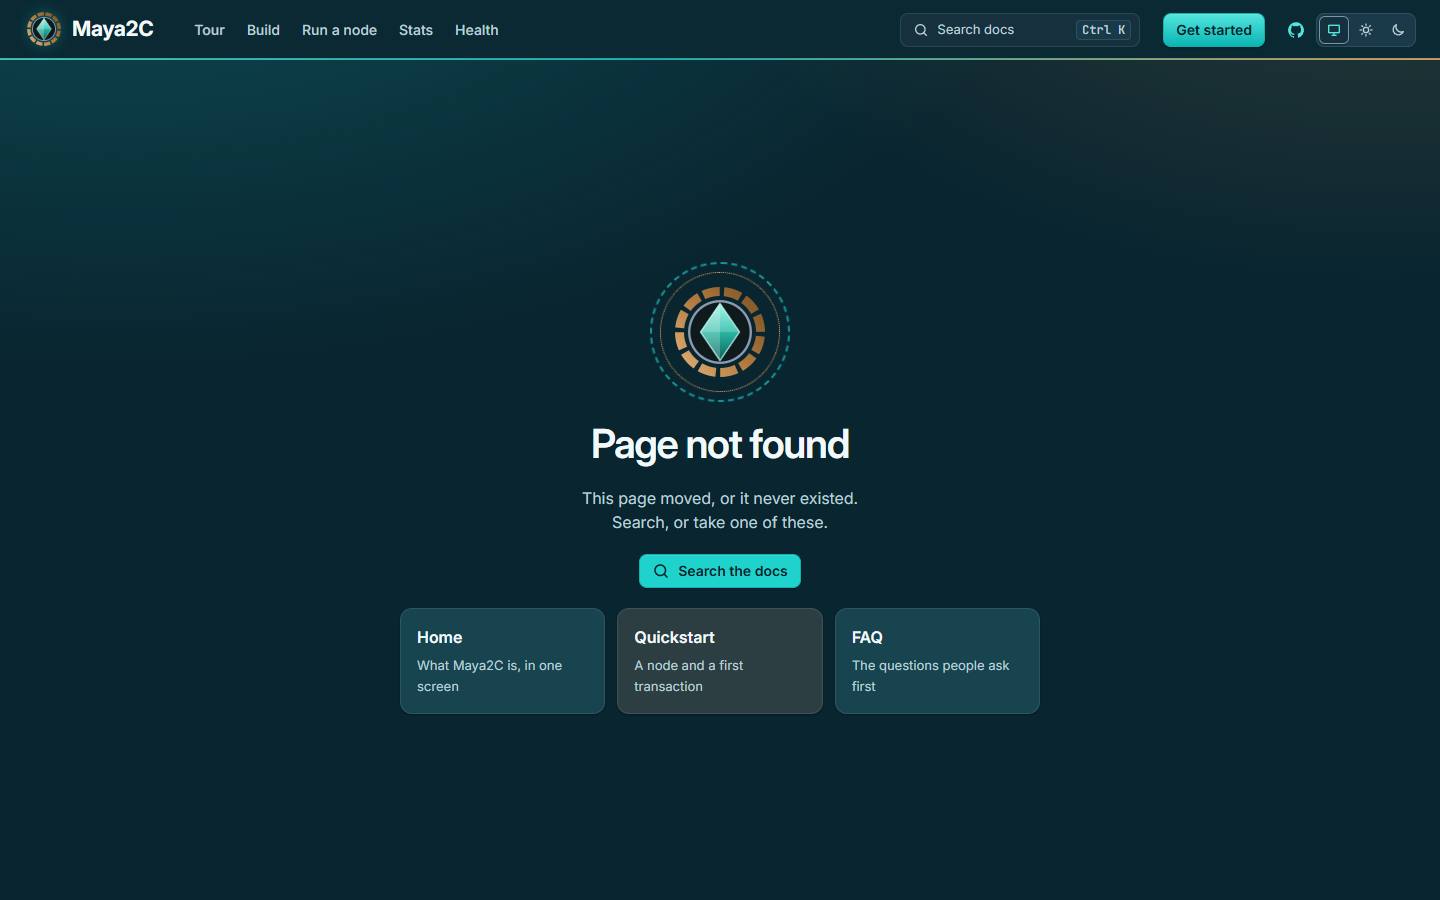 Maya2C
Tour
Build
Run a node
Stats
Health
Search docs
Ctrl K
Get started
Page not found
This page moved, or it never existed.
Search, or take one of these.
Search the docs
Home
What Maya2C is, in one
screen
Quickstart
A node and a first
transaction
FAQ
The questions people ask
first